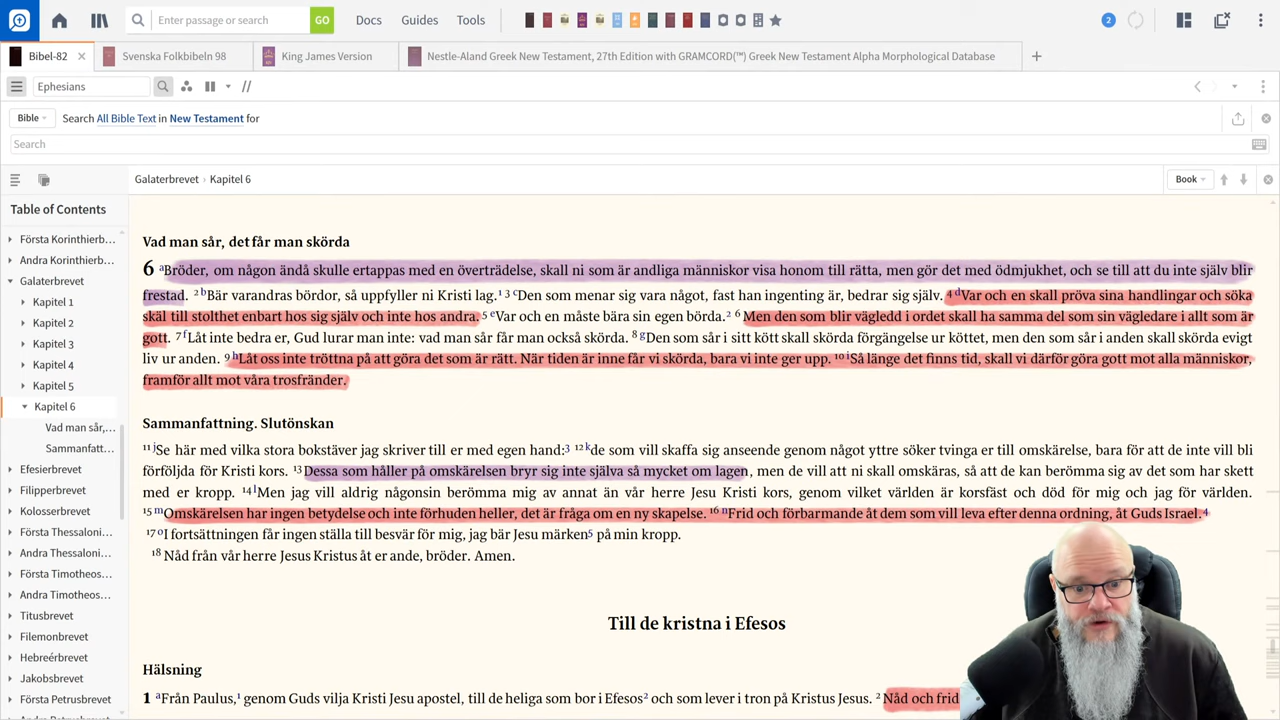 Enter passage or search GO Docs Guides Tools 2
Bibel-82 Svenska Folkbibeln 98 King James Version Nestle-Aland Greek New Testament, 27th Edition with GRAMCORD(™) Greek New Testament Alpha Morphological Database
Ephesians //
Bible Search All Bible Text in New Testament for
Search
Galaterbrevet › Kapitel 6 Book
Table of Contents
Första Korinthierb...
Andra Korinthierb...
Galaterbrevet
Kapitel 1
Kapitel 2
Kapitel 3
Kapitel 4
Kapitel 5
Kapitel 6
Vad man sår,...
Sammanfatt...
Efesierbrevet
Filipperbrevet
Kolosserbrevet
Första Thessaloni...
Andra Thessaloni...
Första Timotheos...
Andra Timotheos...
Titusbrevet
Filemonbrevet
Hebreérbrevet
Jakobsbrevet
Första Petrusbrevet
Andra Petrusbrevet
Vad man sår, det får man skörda
6 aBröder, om någon ändå skulle ertappas med en överträdelse, skall ni som är andliga människor visa honom till rätta, men gör det med ödmjukhet, och se till att du inte själv blir
frestad. 2 b Bär varandras bördor, så uppfyller ni Kristi lag.1 3 c Den som menar sig vara något, fast han ingenting är, bedrar sig själv. 4 d Var och en skall pröva sina handlingar och söka
skäl till stolthet enbart hos sig själv och inte hos andra. 5 e Var och en måste bära sin egen börda.2 6 Men den som blir vägledd i ordet skall ha samma del som sin vägledare i allt som är
gott. 7 f Låt inte bedra er, Gud lurar man inte: vad man sår får man också skörda. 8 g Den som sår i sitt kött skall skörda förgängelse ur köttet, men den som sår i anden skall skörda evigt
liv ur anden. 9 h Låt oss inte tröttna på att göra det som är rätt. När tiden är inne får vi skörda, bara vi inte ger upp. 10 i Så länge det finns tid, skall vi därför göra gott mot alla människor,
framför allt mot våra trosfränder.
Sammanfattning. Slutönskan
11 j Se här med vilka stora bokstäver jag skriver till er med egen hand:3 12 k de som vill skaffa sig anseende genom något yttre söker tvinga er till omskärelse, bara för att de inte vill bli
förföljda för Kristi kors. 13 Dessa som håller på omskärelsen bryr sig inte själva så mycket om lagen, men de vill att ni skall omskäras, så att de kan berömma sig av det som har skett
med er kropp. 14 l Men jag vill aldrig någonsin berömma mig av annat än vår herre Jesu Kristi kors, genom vilket världen är korsfäst och död för mig och jag för världen.
15 m Omskärelsen har ingen betydelse och inte förhuden heller, det är fråga om en ny skapelse. 16 n Frid och förbarmande åt dem som vill leva efter denna ordning, åt Guds Israel.4
17 o I fortsättningen får ingen ställa till besvär för mig, jag bär Jesu märken5 på min kropp.
18 Nåd från vår herre Jesus Kristus åt er ande, bröder. Amen.
Till de kristna i Efesos
Hälsning
1 aFrån Paulus,1 genom Guds vilja Kristi Jesu apostel, till de heliga som bor i Efesos2 och som lever i tron på Kristus Jesus. 2 Nåd och frid